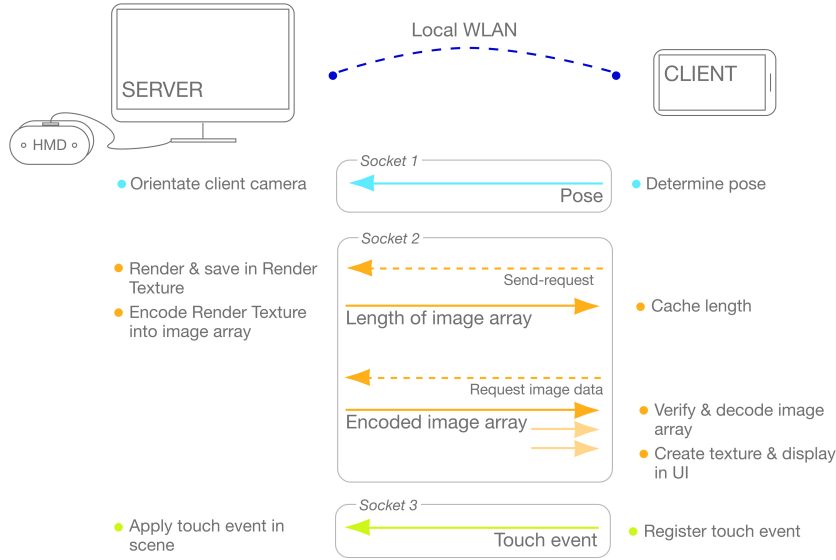 Local WLAN
SERVER
CLIENT
HMD
Socket 1
Orientate client camera
Pose
Determine pose
Socket 2
Render & save in Render
Texture
Send-request
Encode Render Texture
into image array
Length of image array
Cache length
Request image data
Encoded image array
Verify & decode image
array
Create texture & display
in UI
Socket 3
Apply touch event in
scene
Touch event
Register touch event